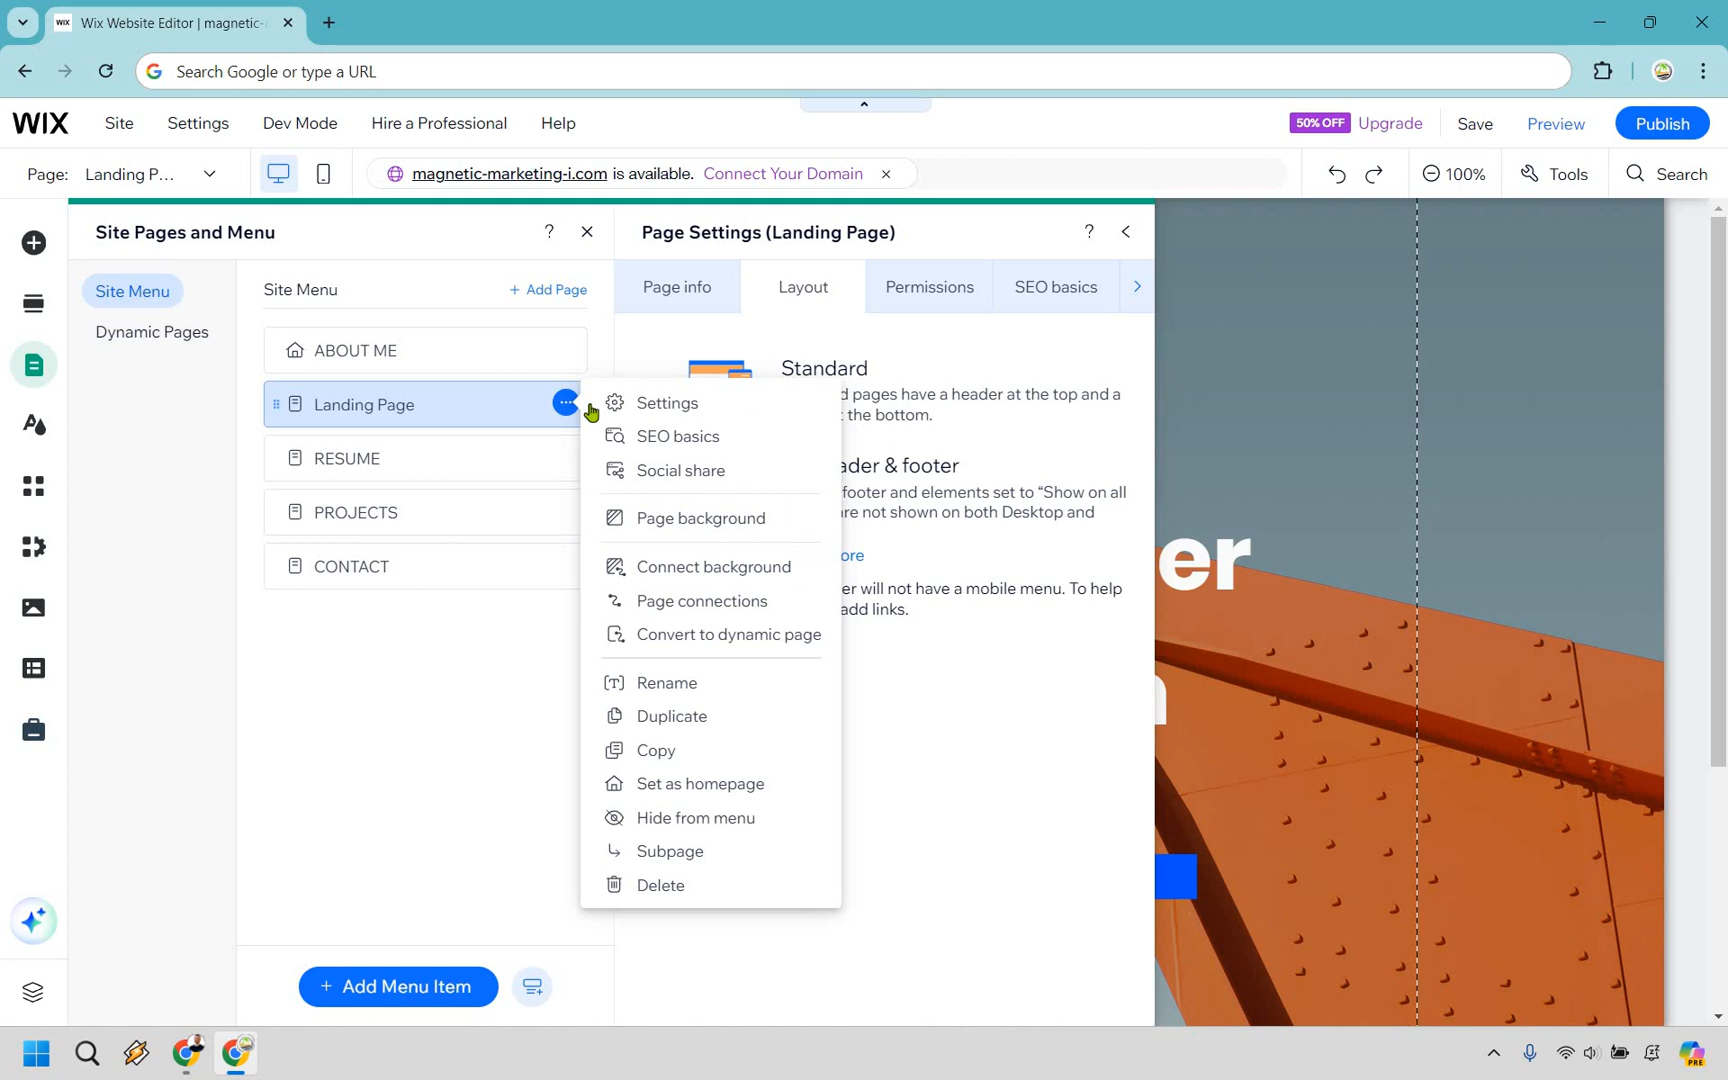 WIX Wix Website Editor | magnetic-
Search Google or type a URL
WIX Site Settings Dev Mode Hire a Professional Help 50% OFF Upgrade Save Preview Publish
Page: Landing P... magnetic-marketing-i.com is available. Connect Your Domain 100% Tools Search
Site Pages and Menu ?
Page Settings (Landing Page) ?
Site Menu
Dynamic Pages
Site Menu + Add Page
ABOUT ME
Landing Page
RESUME
PROJECTS
CONTACT
+ Add Menu Item
Page info Layout Permissions SEO basics
Standard
d pages have a header at the top and a
the bottom.
ader & footer
footer and elements set to “Show on all
re not shown on both Desktop and
ore
er will not have a mobile menu. To help
add links.
Settings
SEO basics
Social share
Page background
Connect background
Page connections
Convert to dynamic page
Rename
Duplicate
Copy
Set as homepage
Hide from menu
Subpage
Delete
er
PRE